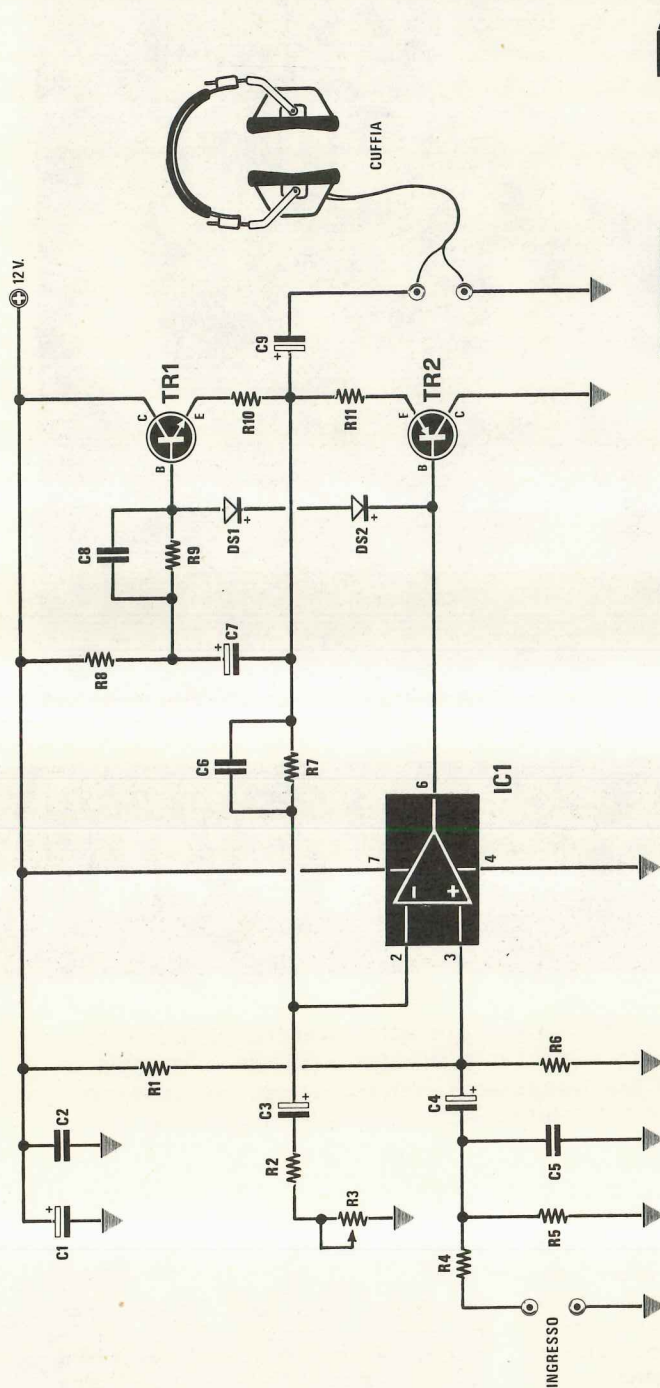 12 V.
C1
C2
R1
R8
C8
R9
C
B
E
TR1
C7
DS1
R10
C9
CUFFIA
C6
R7
DS2
R11
E
B
C
TR2
C3
R2
R3
7
2
3
6
4
IC1
R4
C4
R5
C5
R6
INGRESSO